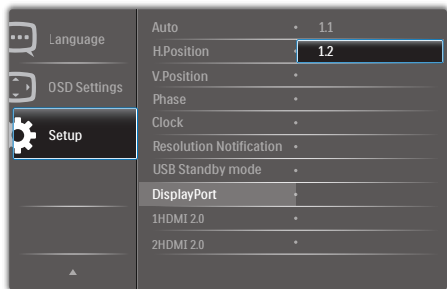 Language
OSD Settings
Setup
Auto
H.Position
V.Position
Phase
Clock
Resolution Notification
USB Standby mode
DisplayPort
1HDMI 2.0
2HDMI 2.0
1.1
1.2